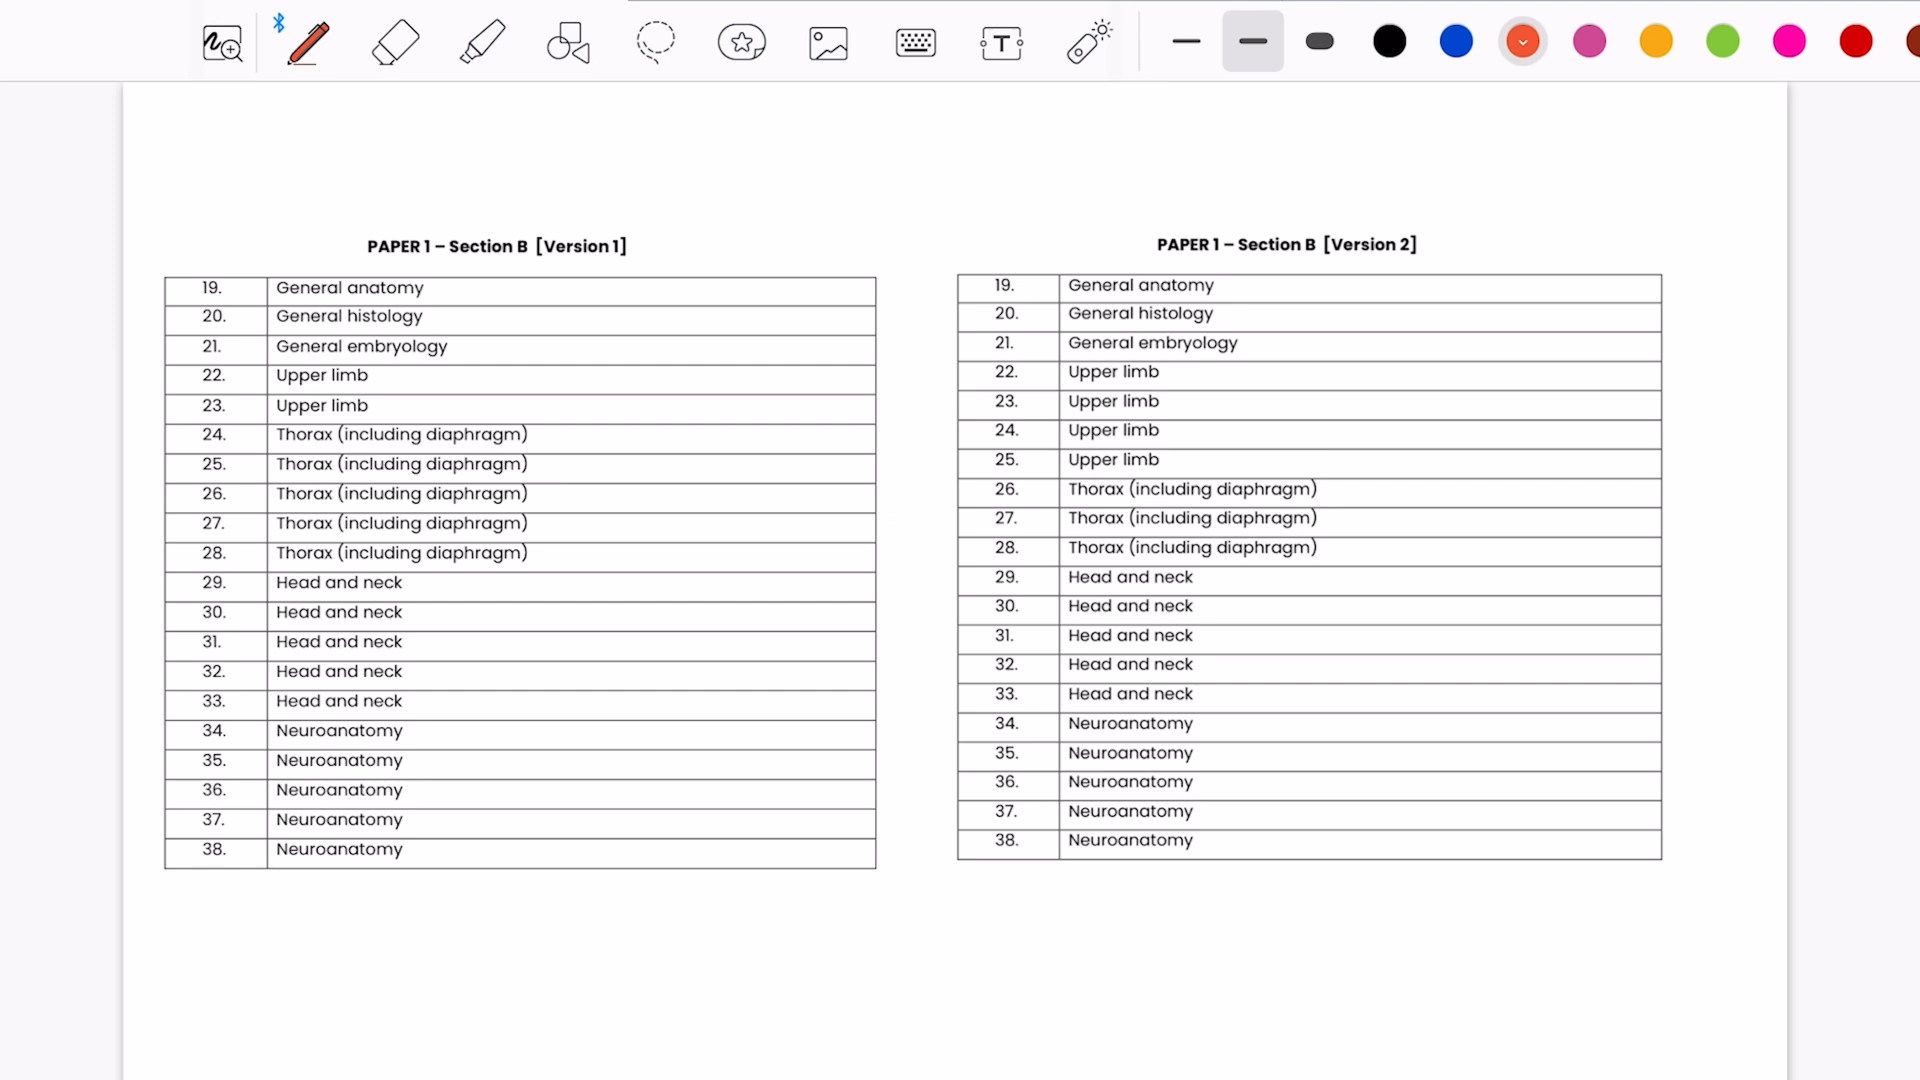 T
PAPER 1 – Section B [Version 1]
19. General anatomy
20. General histology
21. General embryology
22. Upper limb
23. Upper limb
24. Thorax (including diaphragm)
25. Thorax (including diaphragm)
26. Thorax (including diaphragm)
27. Thorax (including diaphragm)
28. Thorax (including diaphragm)
29. Head and neck
30. Head and neck
31. Head and neck
32. Head and neck
33. Head and neck
34. Neuroanatomy
35. Neuroanatomy
36. Neuroanatomy
37. Neuroanatomy
38. Neuroanatomy
PAPER 1 – Section B [Version 2]
19. General anatomy
20. General histology
21. General embryology
22. Upper limb
23. Upper limb
24. Upper limb
25. Upper limb
26. Thorax (including diaphragm)
27. Thorax (including diaphragm)
28. Thorax (including diaphragm)
29. Head and neck
30. Head and neck
31. Head and neck
32. Head and neck
33. Head and neck
34. Neuroanatomy
35. Neuroanatomy
36. Neuroanatomy
37. Neuroanatomy
38. Neuroanatomy